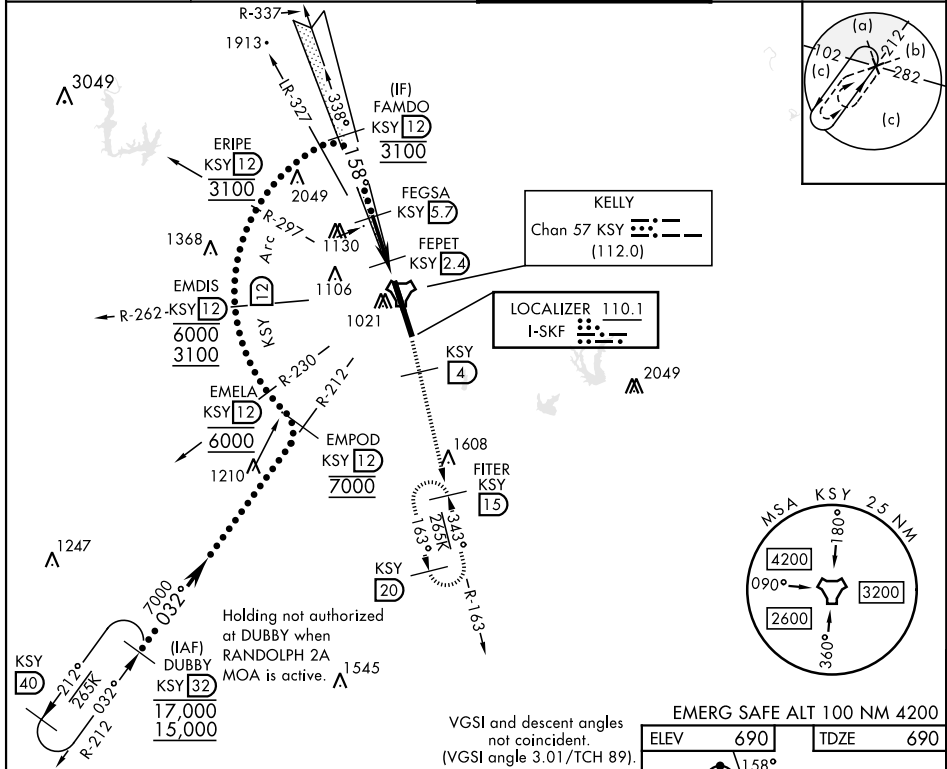 R-337
1913
3049
LR-327
338°
158°
(IF)
FAMDO
KSY 12
3100
ERIPE
KSY 12
3100
2049
R-297
Arc
KSY 12
FEGSA
KSY 5.7
1130
FEPET
KSY 2.4
1368
1106
1021
EMDIS
KSY 12
R-262
6000
3100
KELLY
Chan 57 KSY
(112.0)
LOCALIZER 110.1
I-SKF
KSY
4
2049
R-230
R-212
EMELA
KSY 12
6000
EMPOD
KSY 12
7000
1210
1608
FITER
KSY
15
343°
265K
163°
KSY
20
R-163
1247
7000
032°
Holding not authorized
at DUBBY when
RANDOLPH 2A
MOA is active.
1545
(IAF)
DUBBY
KSY 32
17,000
15,000
KSY
40
212°
265K
032°
R-212
(a)
212
102
(b)
(c)
282
(c)
MSA KSY 25 NM
180°
4200
090°
3200
2600
360°
VGSI and descent angles
not coincident.
(VGSI angle 3.01/TCH 89).
EMERG SAFE ALT 100 NM 4200
ELEV 690
TDZE 690
158°